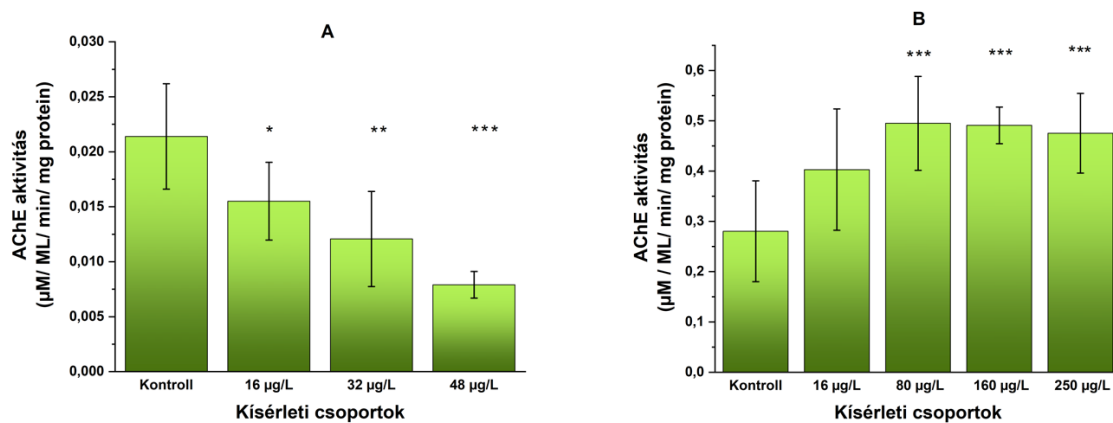 A
0,030
0,025
0,020
0,015
0,010
0,005
0,000
AChE aktivitás
(µM/ ML/ min/ mg protein)
*
**
***
Kontroll
16 µg/L
32 µg/L
48 µg/L
Kísérleti csoportok
B
0,6
0,5
0,4
0,3
0,2
0,1
0,0
AChE aktivitás
(µM / ML/ min/ mg protein)
***
***
***
Kontroll
16 µg/L
80 µg/L
160 µg/L
250 µg/L
Kísérleti csoportok